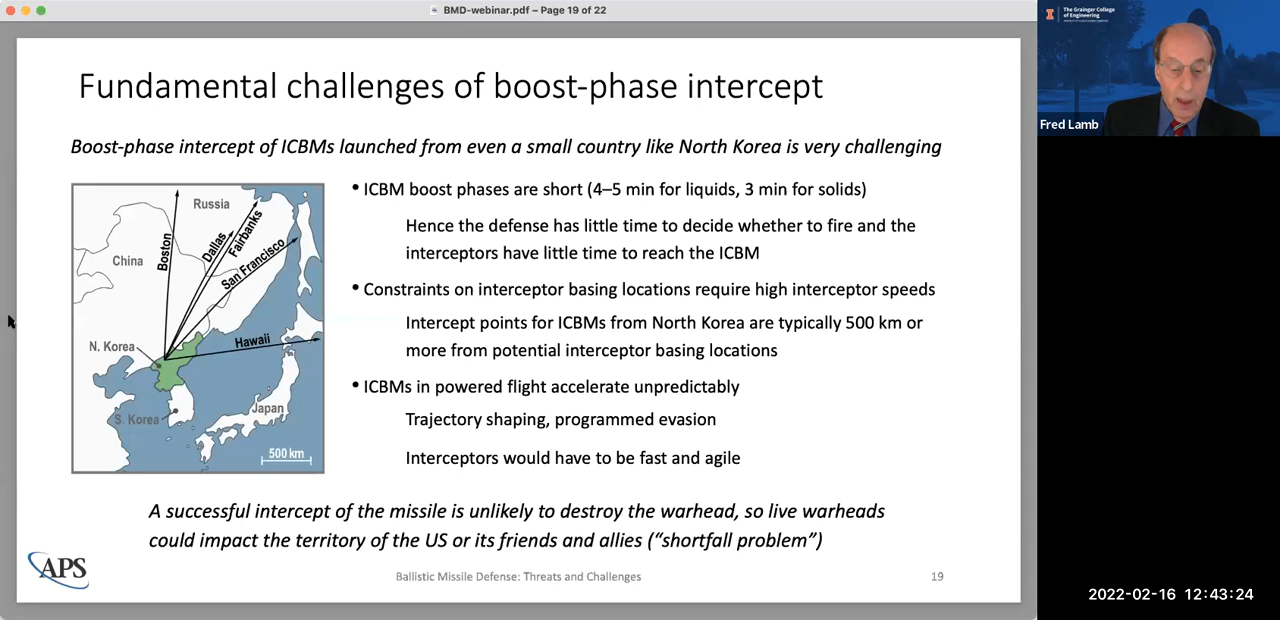 BMD-webinar.pdf – Page 19 of 22
The Grainger College
of Engineering
Fred Lamb
Fundamental challenges of boost-phase intercept
Boost-phase intercept of ICBMs launched from even a small country like North Korea is very challenging
Russia
China
Boston
Dallas
Fairbanks
San Francisco
Hawaii
N. Korea
S. Korea
Japan
500 km
• ICBM boost phases are short (4–5 min for liquids, 3 min for solids)
Hence the defense has little time to decide whether to fire and the
interceptors have little time to reach the ICBM
• Constraints on interceptor basing locations require high interceptor speeds
Intercept points for ICBMs from North Korea are typically 500 km or
more from potential interceptor basing locations
• ICBMs in powered flight accelerate unpredictably
Trajectory shaping, programmed evasion
Interceptors would have to be fast and agile
A successful intercept of the missile is unlikely to destroy the warhead, so live warheads
could impact the territory of the US or its friends and allies (“shortfall problem”)
APS
Ballistic Missile Defense: Threats and Challenges
19
2022-02-16 12:43:24